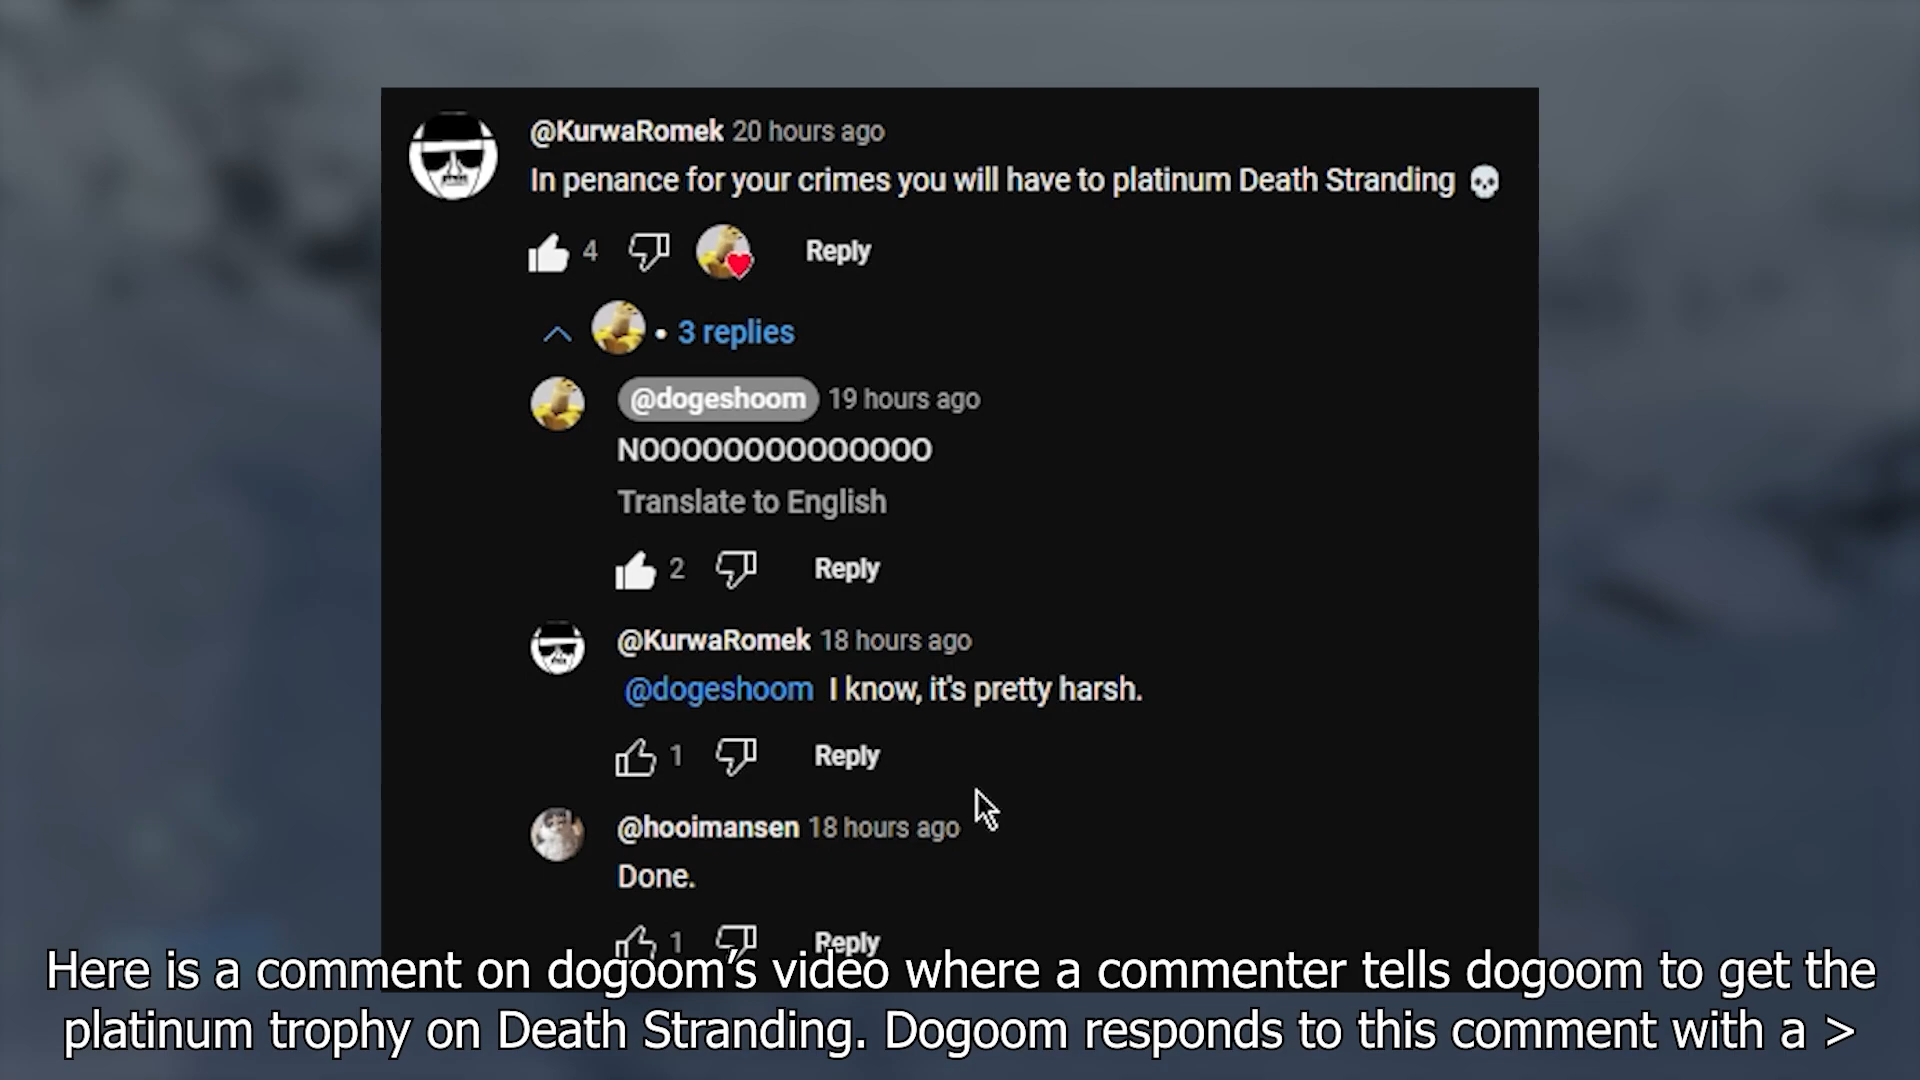 @KurwaRomek 20 hours ago
In penance for your crimes you will have to platinum Death Stranding 💀
4 Reply
• 3 replies
@dogeshoom 19 hours ago
NOOOOOOOOOOOOOO
Translate to English
2 Reply
@KurwaRomek 18 hours ago
@dogeshoom I know, it's pretty harsh.
1 Reply
@hooimansen 18 hours ago
Done.
1 Reply
Here is a comment on dogoom’s video where a commenter tells dogoom to get the
platinum trophy on Death Stranding. Dogoom responds to this comment with a >